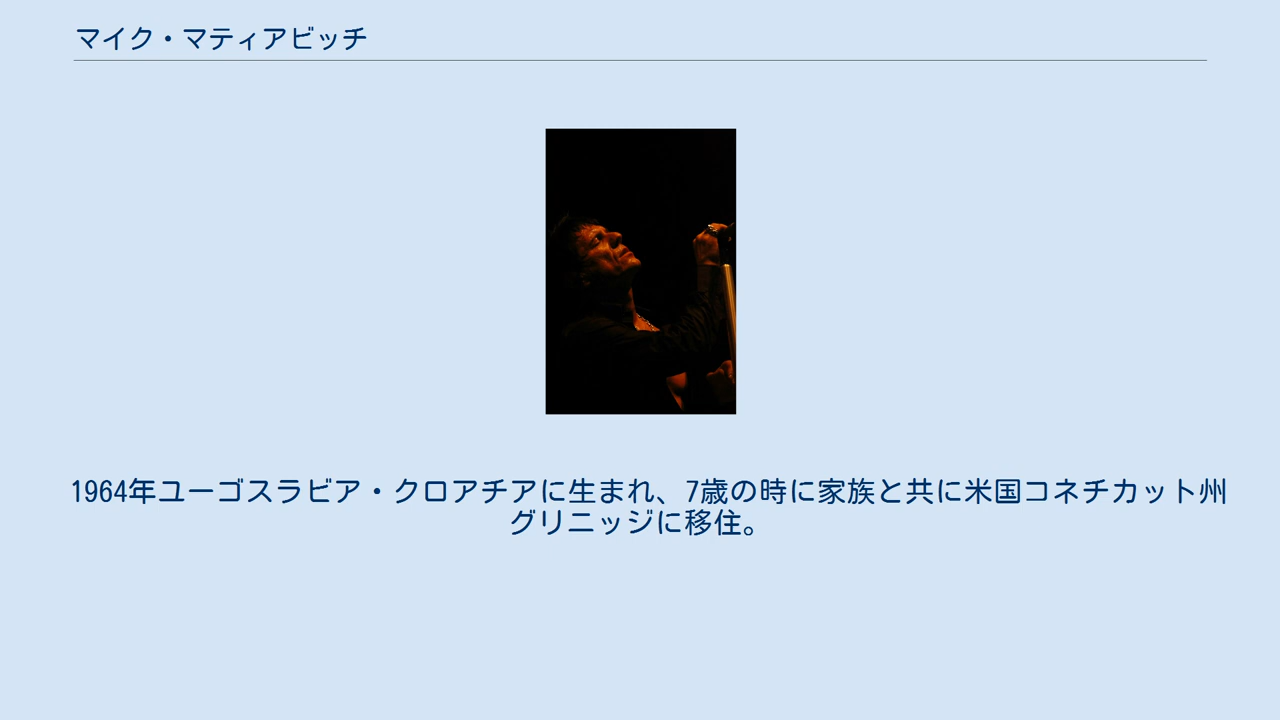 マイク・マティアビッチ
1964年ユーゴスラビア・クロアチアに生まれ、7歳の時に家族と共に米国コネチカット州
グリニッジに移住。